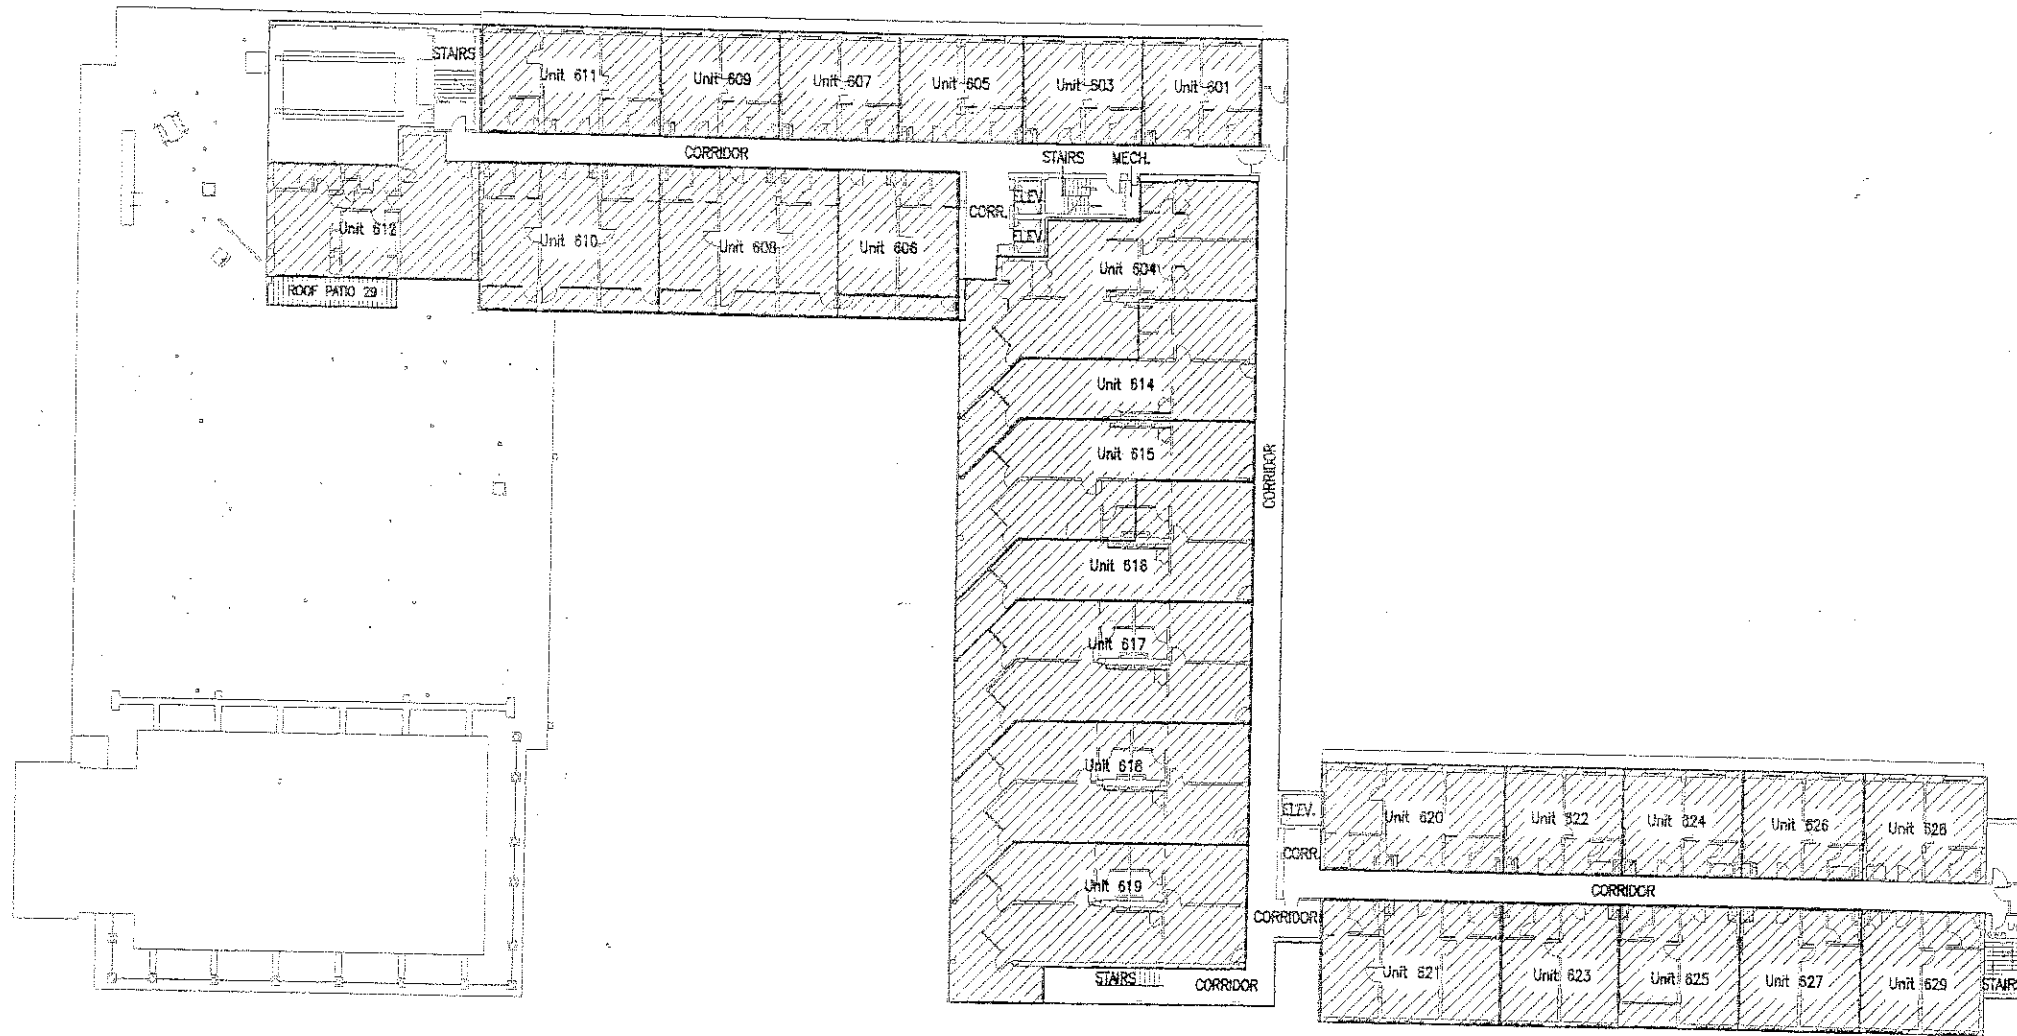 STAIRS
Unit 611
Unit 609
Unit 607
Unit 605
Unit 603
Unit 601
CORRIDOR
STAIRS
MECH.
ELEV.
CORR.
ELEV.
Unit 612
Unit 610
Unit 608
Unit 606
Unit 604
ROOF PATIO 29
Unit 614
Unit 615
CORRIDOR
Unit 616
Unit 617
Unit 618
Unit 619
ELEV.
CORR.
CORRIDOR
Unit 620
Unit 622
Unit 624
Unit 626
Unit 628
CORRIDOR
Unit 621
Unit 623
Unit 625
Unit 627
Unit 629
STAIRS
STAIRS
CORRIDOR